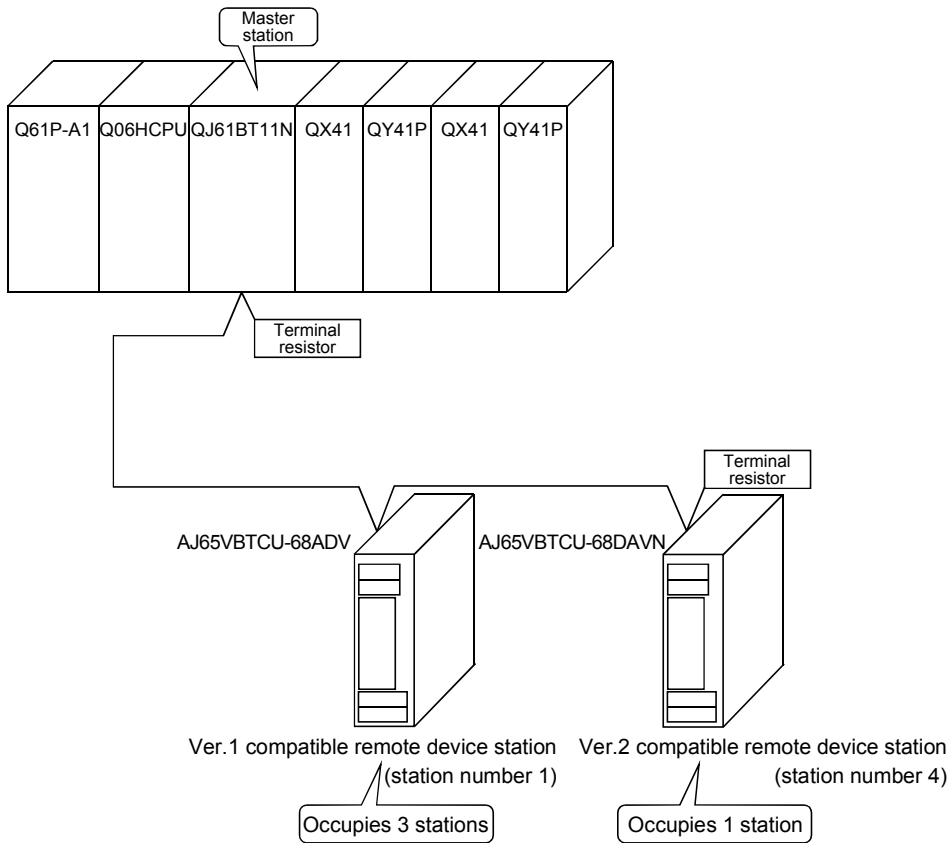 Master
station
Q61P-A1 Q06HCPU QJ61BT11N QX41 QY41P QX41 QY41P
Terminal
resistor
Terminal
resistor
AJ65VBTCU-68ADV AJ65VBTCU-68DAVN
Ver.1 compatible remote device station
(station number 1)
Ver.2 compatible remote device station
(station number 4)
Occupies 3 stations
Occupies 1 station